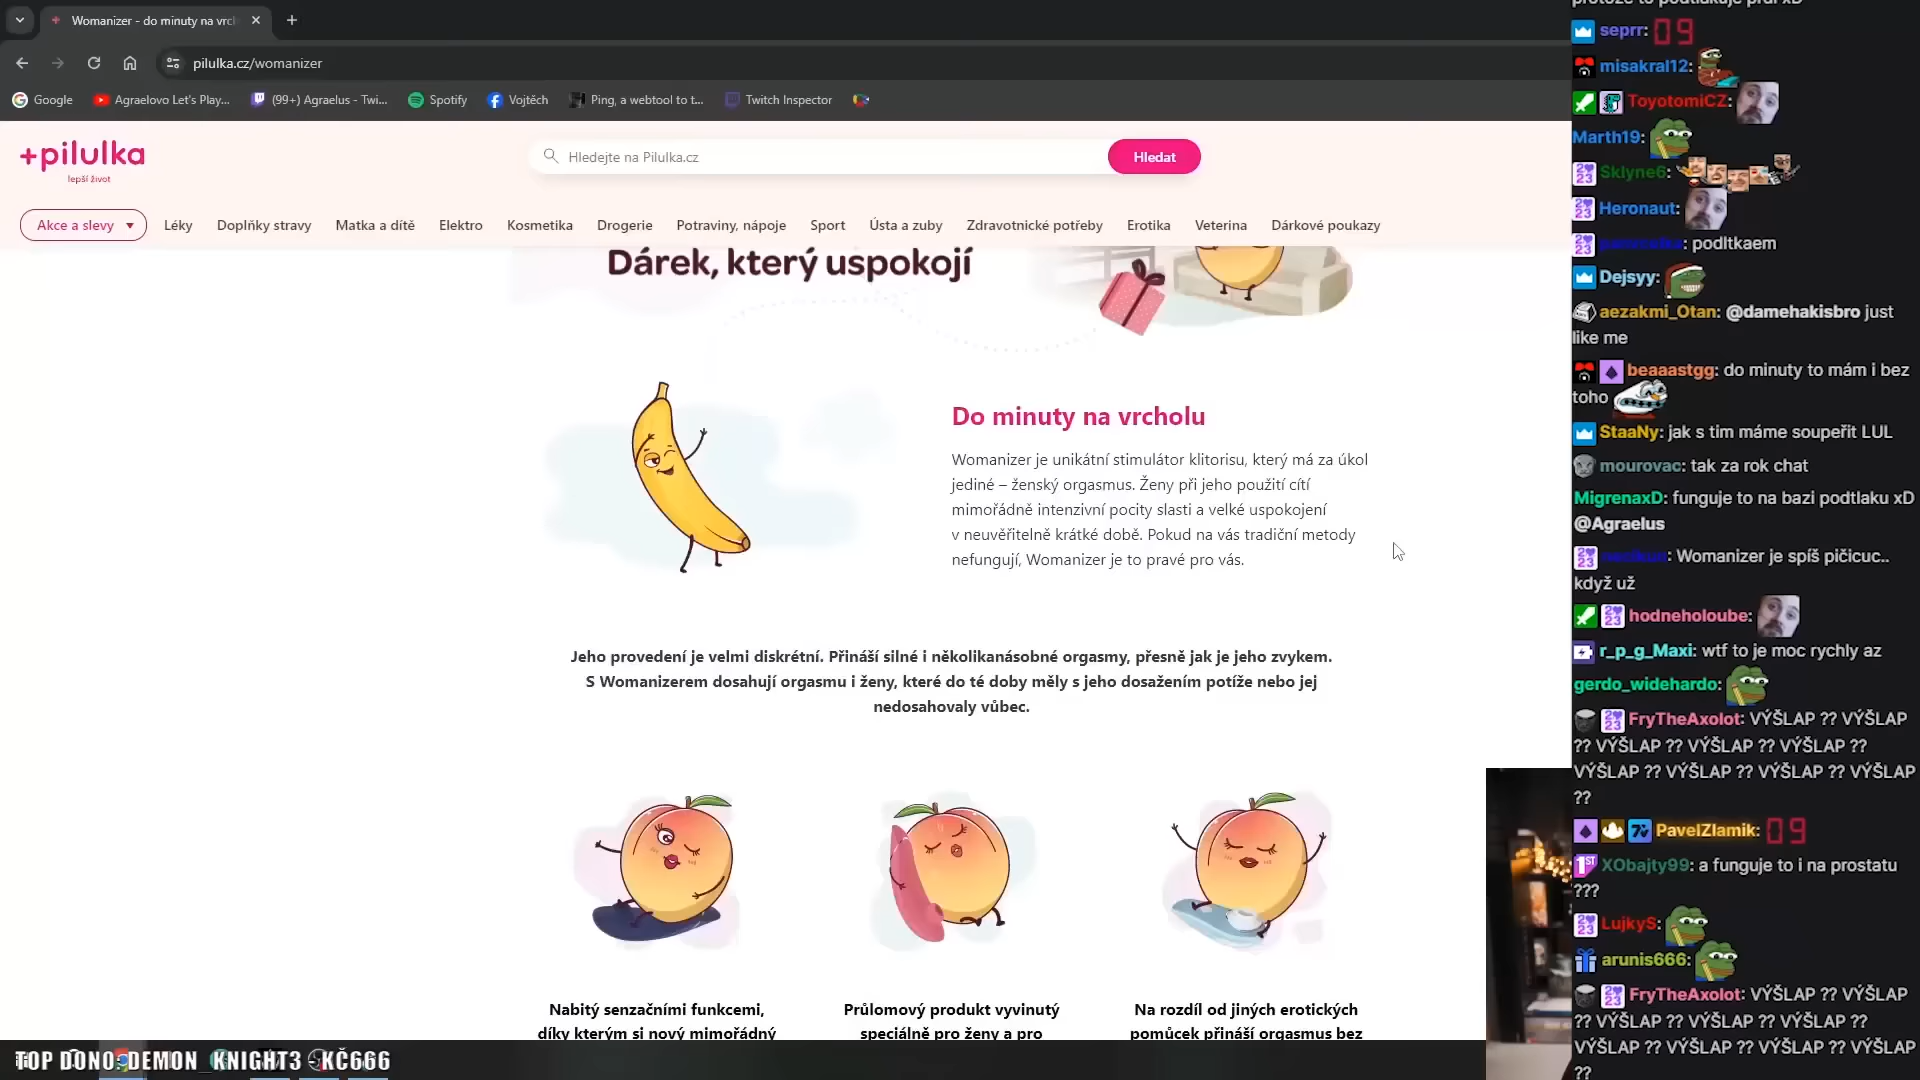 Womanizer - do minuty na vrc
pilulka.cz/womanizer
Google
Agraelovo Let's Play...
(99+) Agraelus - Twi...
Spotify
Vojtěch
Ping, a webtool to t...
Twitch Inspector
+pilulka
lepší život
Hledejte na Pilulka.cz
Hledat
Akce a slevy
Léky
Doplňky stravy
Matka a dítě
Elektro
Kosmetika
Drogerie
Potraviny, nápoje
Sport
Ústa a zuby
Zdravotnické potřeby
Erotika
Veterina
Dárkové poukazy
Dárek, který uspokojí
Do minuty na vrcholu
Womanizer je unikátní stimulátor klitorisu, který má za úkol
jediné – ženský orgasmus. Ženy při jeho použití cítí
mimořádně intenzivní pocity slasti a velké uspokojení
v neuvěřitelně krátké době. Pokud na vás tradiční metody
nefungují, Womanizer je to pravé pro vás.
Jeho provedení je velmi diskrétní. Přináší silné i několikanásobné orgasmy, přesně jak je jeho zvykem.
S Womanizerem dosahují orgasmu i ženy, které do té doby měly s jeho dosažením potíže nebo jej
nedosahovaly vůbec.
Nabitý senzačními funkcemi,
díky kterým si nový mimořádný
Průlomový produkt vyvinutý
speciálně pro ženy a pro
Na rozdíl od jiných erotických
pomůcek přináší orgasmus bez
TOP DONO: DEMON_KNIGHT3 - KČ666
seprr: 09
misakral12:
ToyotomiCZ:
Marth19:
Sklyne6:
Heronaut:
: podltkaem
Dejsyy:
aezakmi_Otan: @damehakisbro just
like me
beaaastgg: do minuty to mám i bez
toho
StaaNy: jak s tim máme soupeřit LUL
mourovac: tak za rok chat
MigrenaxD: funguje to na bazi podtlaku xD
@Agraelus
: Womanizer je spíš pičicuc..
když už
hodneholoube:
r_p_g_Maxi: wtf to je moc rychly az
gerdo_widehardo:
FryTheAxolot: VÝŠLAP ?? VÝŠLAP
?? VÝŠLAP ?? VÝŠLAP ?? VÝŠLAP ??
VÝŠLAP ?? VÝŠLAP ?? VÝŠLAP ?? VÝŠLAP
??
PavelZlamik: 09
XObajty99: a funguje to i na prostatu
???
LujkyS:
arunis666:
FryTheAxolot: VÝŠLAP ?? VÝŠLAP
?? VÝŠLAP ?? VÝŠLAP ?? VÝŠLAP ??
VÝŠLAP ?? VÝŠLAP ?? VÝŠLAP ?? VÝŠLAP
??